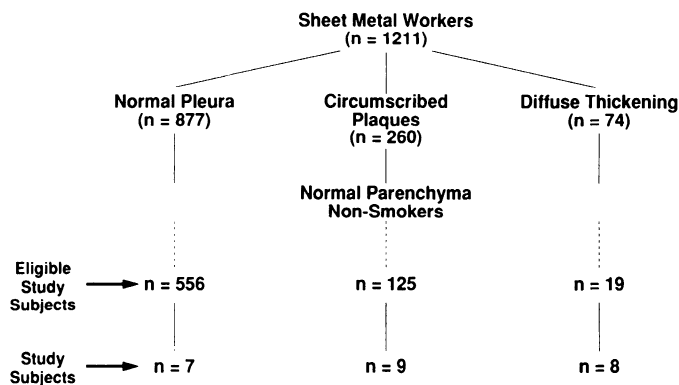 Sheet Metal Workers
(n = 1211)
Normal Pleura
(n = 877)
Circumscribed
Plaques
(n = 260)
Diffuse Thickening
(n = 74)
Normal Parenchyma
Non-Smokers
Eligible
Study
Subjects
n = 556
n = 125
n = 19
Study
Subjects
n = 7
n = 9
n = 8